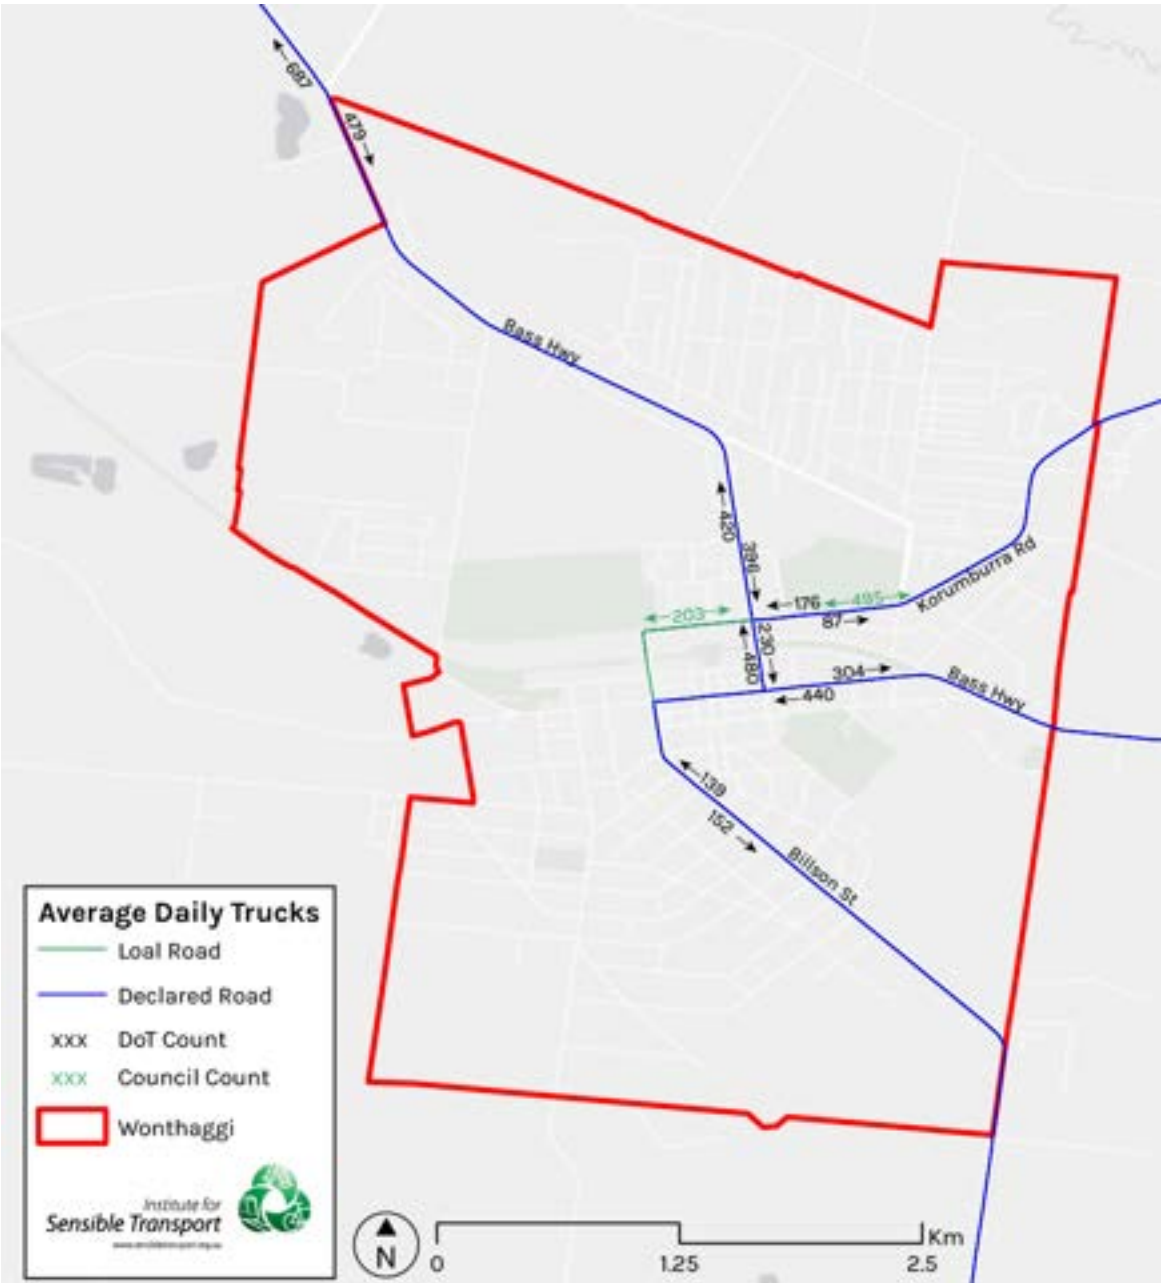 ←687
479→
Bass Hwy
←420
396→
←203→
←176
←495→
87→
Korumburra Rd
230→
←480
304→
←440
Bass Hwy
←139
152→
Billson St
Average Daily Trucks
Loal Road
Declared Road
xxx DoT Count
xxx Council Count
Wonthaggi
Institute for
Sensible Transport
N
0 1.25 2.5 Km